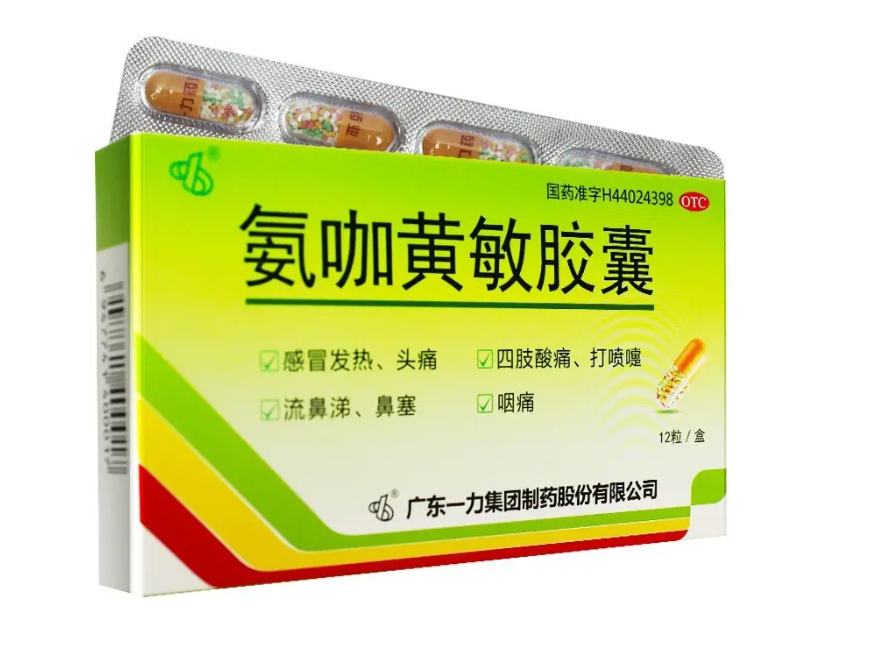 国药准字H44024398 OTC
氨咖黄敏胶囊
感冒发热、头痛
四肢酸痛、打喷嚏
流鼻涕、鼻塞
咽痛
12粒/盒
广东一力集团制药股份有限公司